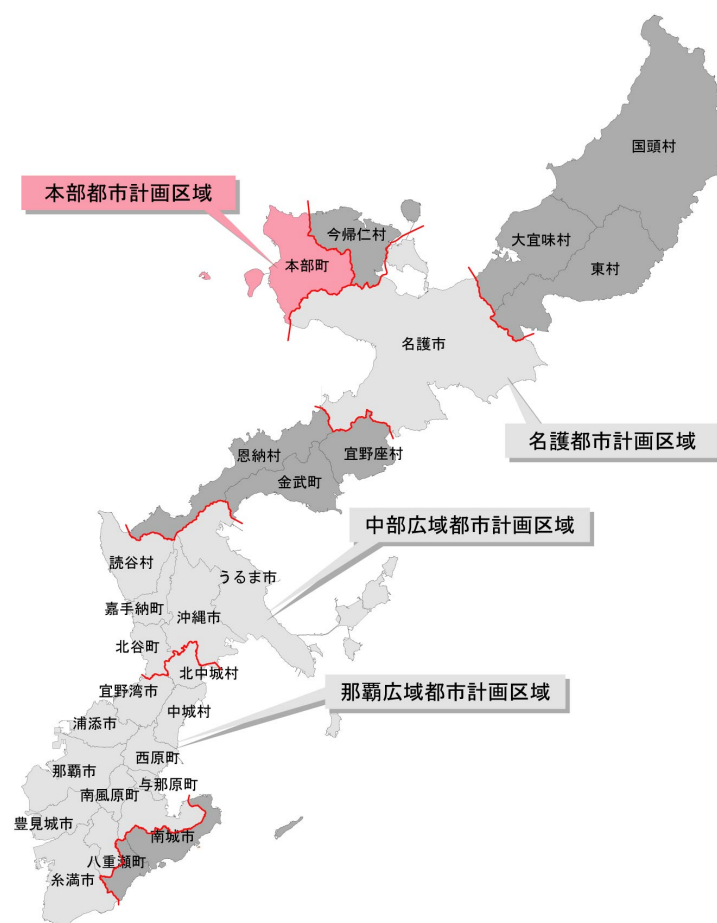 国頭村
本部都市計画区域
今帰仁村
大宜味村
本部町
東村
名護市
名護都市計画区域
恩納村
宜野座村
金武町
中部広域都市計画区域
読谷村
うるま市
嘉手納町
沖縄市
北谷町
北中城村
宜野湾市
那覇広域都市計画区域
中城村
浦添市
西原町
那覇市
与那原町
南風原町
豊見城市
南城市
八重瀬町
糸満市